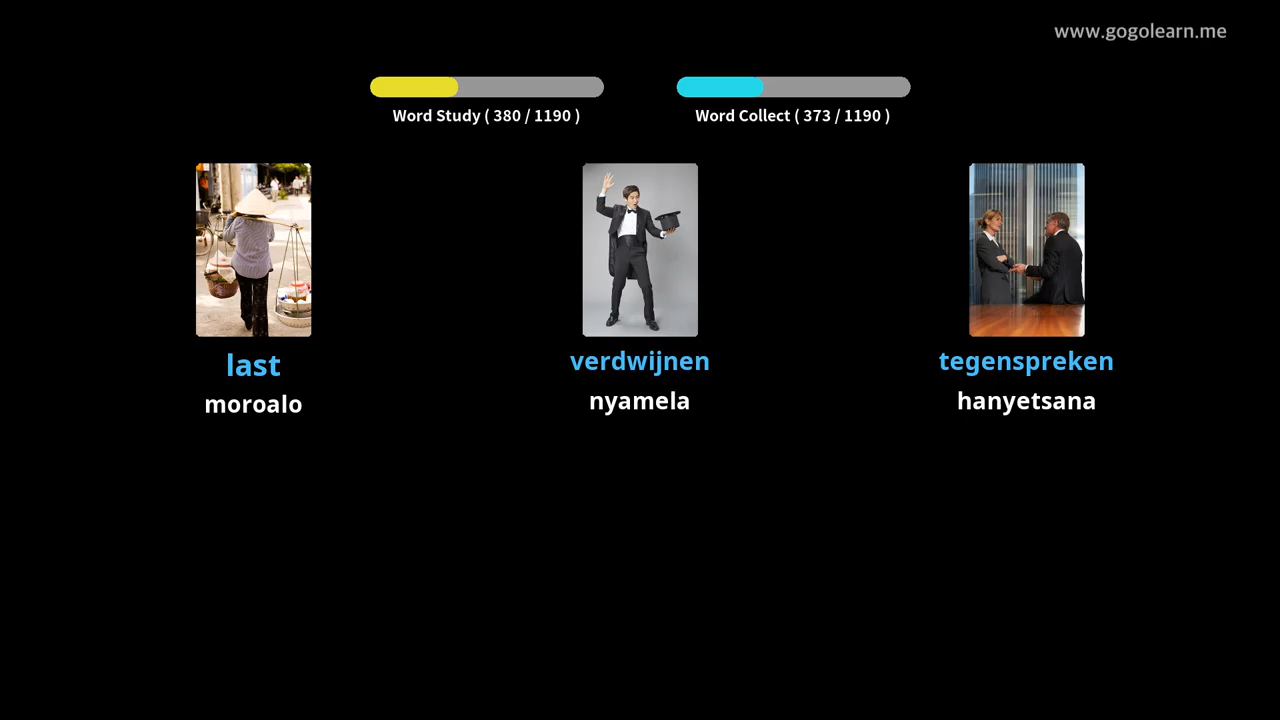 www.gogolearn.me
Word Study ( 380 / 1190 )
Word Collect ( 373 / 1190 )
last
verdwijnen
tegenspreken
moroalo
nyamela
hanyetsana